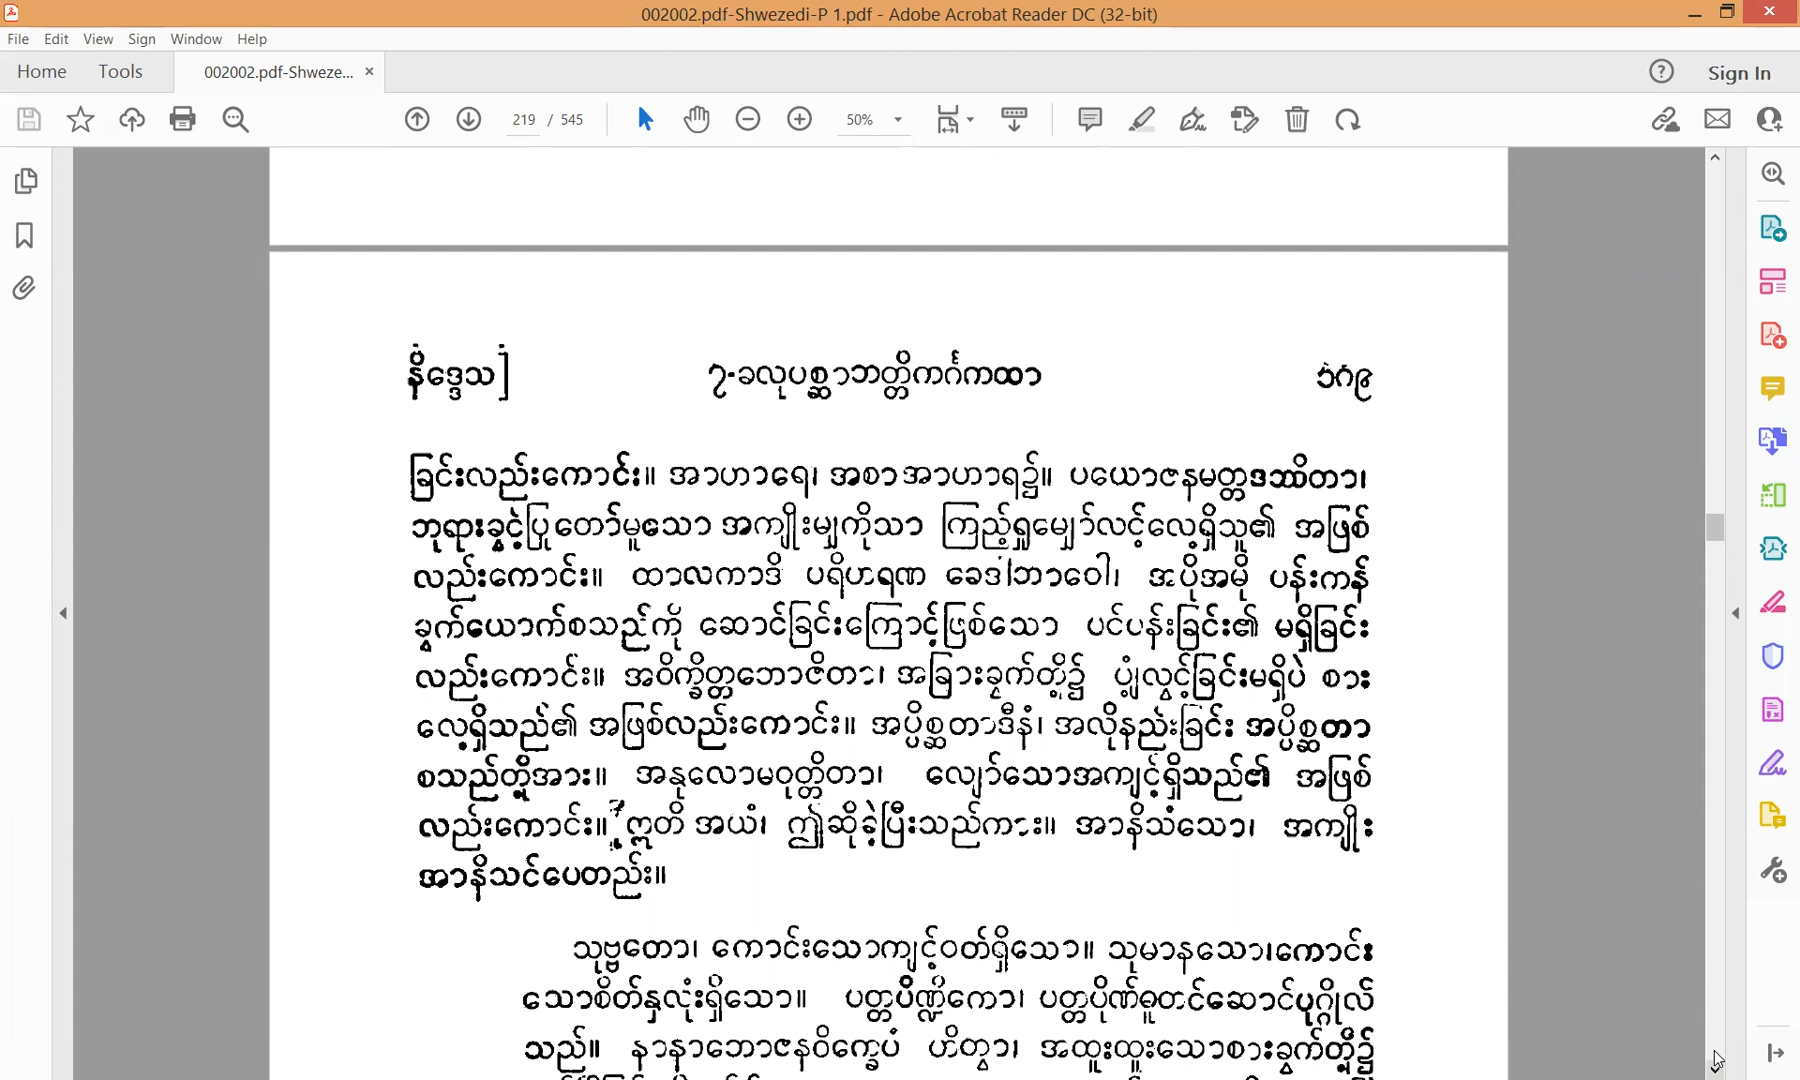 002002.pdf-Shwezedi-P 1.pdf - Adobe Acrobat Reader DC (32-bit)
File Edit View Sign Window Help
Home Tools 002002.pdf-Shweze... × Sign In
219 / 545 50%
နိဒ္ဒေသ] ၇-ခလုပစ္ဆာဘတ္တိကင်္ဂကထာ ၁၈၉
ခြင်းလည်းကောင်း။ အာဟာရေ၊ အစာအာဟာရ၌။ ပယောဇနမတ္တဒဿိတာ၊
ဘုရားခွင့်ပြုတော်မူသော အကျိုးမျှကိုသာ ကြည့်ရှုမျှော်လင့်လေ့ရှိသူ၏ အဖြစ်
လည်းကောင်း။ ထာလကာဒိ ပရိဟရဏ ခေဒါဘာဝေါ၊ အပိုအမို ပန်းကန်
ခွက်ယောက်စသည်ကို ဆောင်ခြင်းကြောင့်ဖြစ်သော ပင်ပန်းခြင်း၏ မရှိခြင်း
လည်းကောင်း။ အဝိက္ခိတ္တဘောဇိတာ၊ အခြားခွက်တို့၌ ပျံ့လွင့်ခြင်းမရှိပဲ စား
လေ့ရှိသည်၏ အဖြစ်လည်းကောင်း။ အပ္ပိစ္ဆတာဒီနံ၊ အလိုနည်းခြင်း အပ္ပိစ္ဆတာ
စသည်တို့အား။ အနုလောမဝုတ္တိတာ၊ လျော်သောအကျင့်ရှိသည်၏ အဖြစ်
လည်းကောင်း။ ဣတိ အယံ၊ ဤဆိုခဲ့ပြီးသည်ကား။ အာနိသံသော၊ အကျိုး
အာနိသင်ပေတည်း။
သုဗ္ဗတော၊ ကောင်းသောကျင့်ဝတ်ရှိသော။ သုမာနသော၊ကောင်း
သောစိတ်နှလုံးရှိသော။ ပတ္တပိဏ္ဍိကော၊ ပတ္တပိုဏ်ဓူတင်ဆောင်ပုဂ္ဂိုလ်
သည်။ နာနာဘောဇနဝိက္ခေပံ ဟိတွာ၊ အထူးထူးသောစားခွက်တို့၌